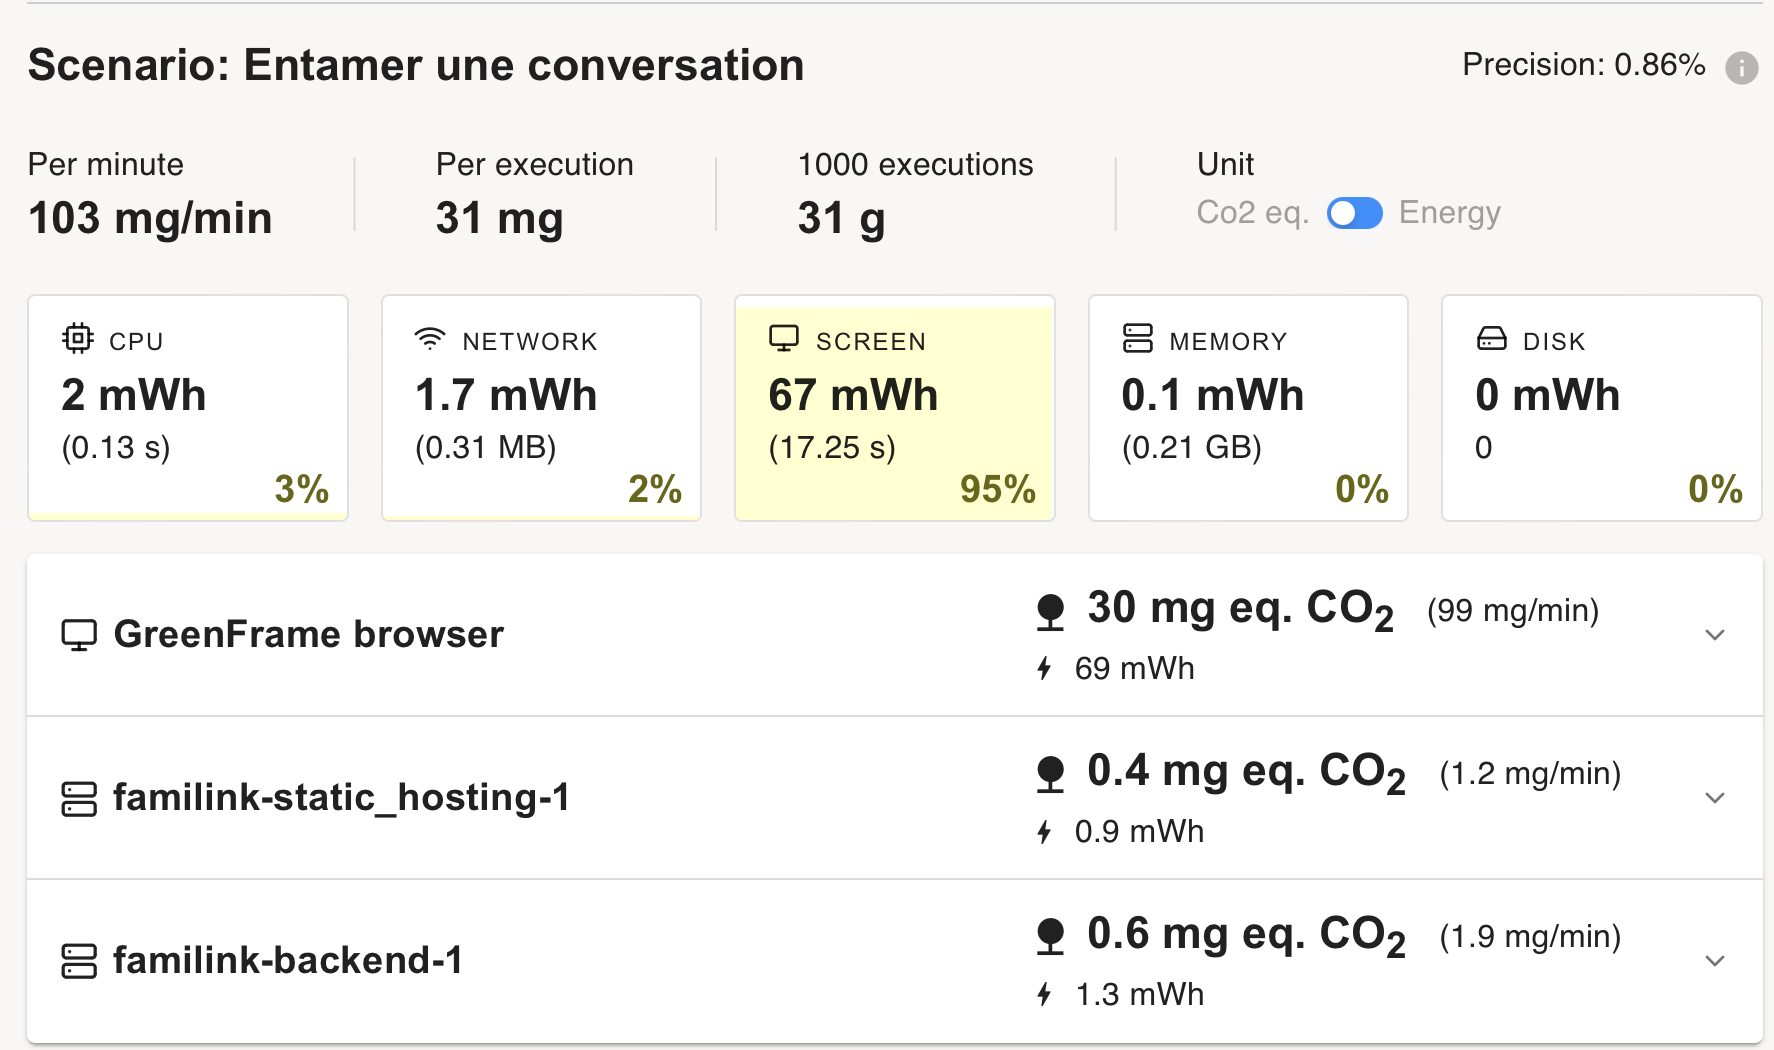 Scenario: Entamer une conversation
Precision: 0.86%
Per minute
103 mg/min
Per execution
31 mg
1000 executions
31 g
Unit
Co2 eq. Energy
CPU
2 mWh
(0.13 s)
3%
NETWORK
1.7 mWh
(0.31 MB)
2%
SCREEN
67 mWh
(17.25 s)
95%
MEMORY
0.1 mWh
(0.21 GB)
0%
DISK
0 mWh
0
0%
GreenFrame browser
30 mg eq. CO₂ (99 mg/min)
69 mWh
familink-static_hosting-1
0.4 mg eq. CO₂ (1.2 mg/min)
0.9 mWh
familink-backend-1
0.6 mg eq. CO₂ (1.9 mg/min)
1.3 mWh